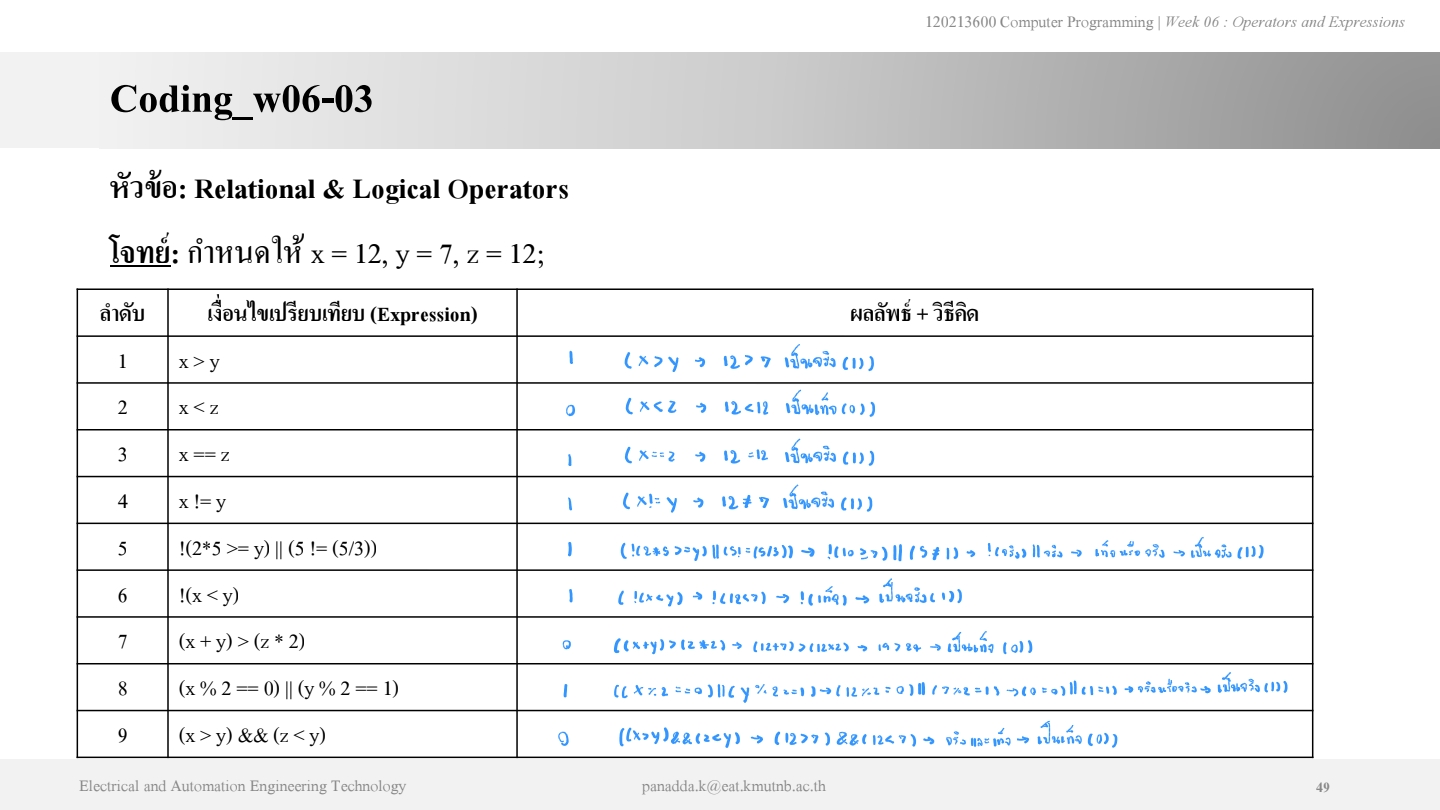 120213600 Computer Programming | Week 06 : Operators and Expressions
Coding_w06-03
หัวข้อ: Relational & Logical Operators
โจทย์: กำหนดให้ x = 12, y = 7, z = 12;
ลำดับ เงื่อนไขเปรียบเทียบ (Expression) ผลลัพธ์ + วิธีคิด
1 x > y 1 (x>y → 12>7 เป็นจริง (1))
2 x < z 0 (x<z → 12<12 เป็นเท็จ (0))
3 x == z 1 (x==z → 12=12 เป็นจริง (1))
4 x != y 1 (x!=y → 12≠7 เป็นจริง (1))
5 !(2*5 >= y) || (5 != (5/3)) 1 (!(2*5>=y)||(5!=(5/3)) → !(10≥7)||(5≠1) → !(จริง)||จริง → เท็จหรือจริง → เป็นจริง (1))
6 !(x < y) 1 (!(x<y) → !(12<7) → !(เท็จ) → เป็นจริง (1))
7 (x + y) > (z * 2) 0 ((x+y)>(z*2) → (12+7)>(12×2) → 19>24 → เป็นเท็จ (0))
8 (x % 2 == 0) || (y % 2 == 1) 1 ((x%2==0)||(y%2==1) → (12%2=0)||(7%2=1) → (0=0)||(1=1) → จริงหรือจริง → เป็นจริง (1))
9 (x > y) && (z < y) 0 ((x>y)&&(z<y) → (12>7)&&(12<7) → จริงและเท็จ → เป็นเท็จ (0))
Electrical and Automation Engineering Technology panadda.k@eat.kmutnb.ac.th 49